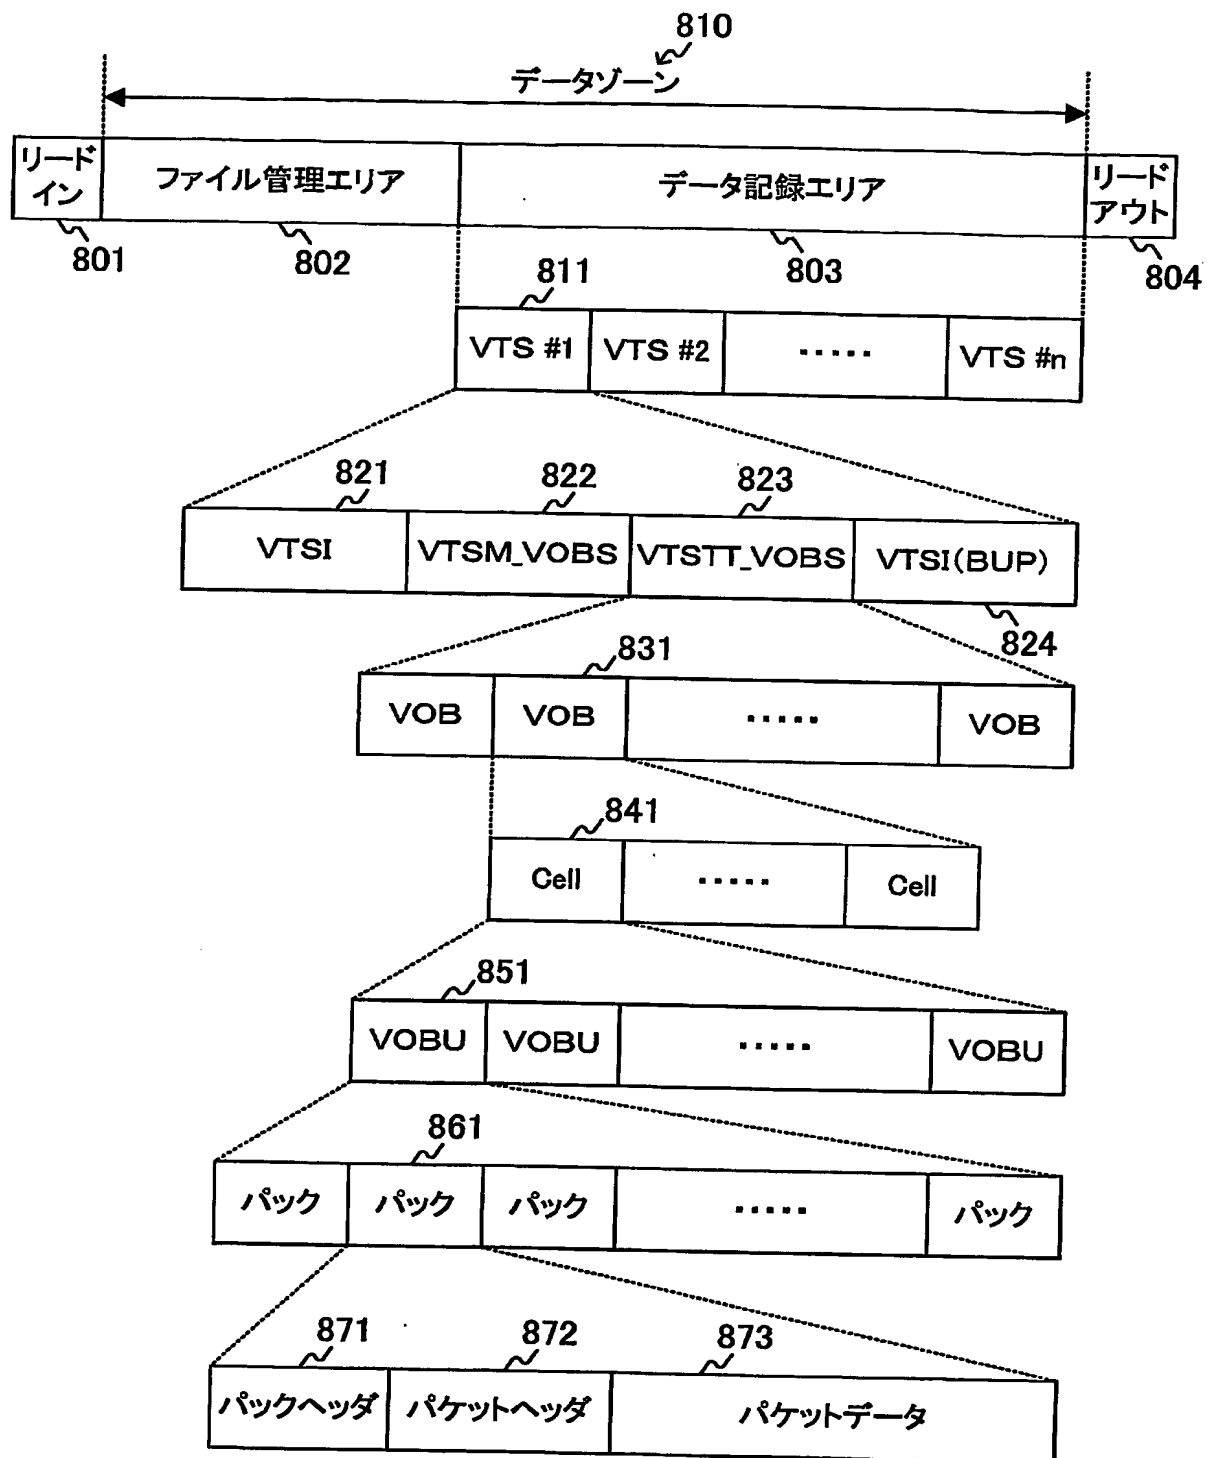 810
データゾーン
リード
イン
ファイル管理エリア
データ記録エリア
リード
アウト
801
802
803
804
811
VTS #1
VTS #2
·····
VTS #n
821
822
823
VTSI
VTSM_VOBS
VTSTT_VOBS
VTSI(BUP)
824
831
VOB
VOB
·····
VOB
841
Cell
·····
Cell
851
VOBU
VOBU
·····
VOBU
861
パック
パック
パック
·····
パック
871
872
873
パックヘッダ
パケットヘッダ
パケットデータ